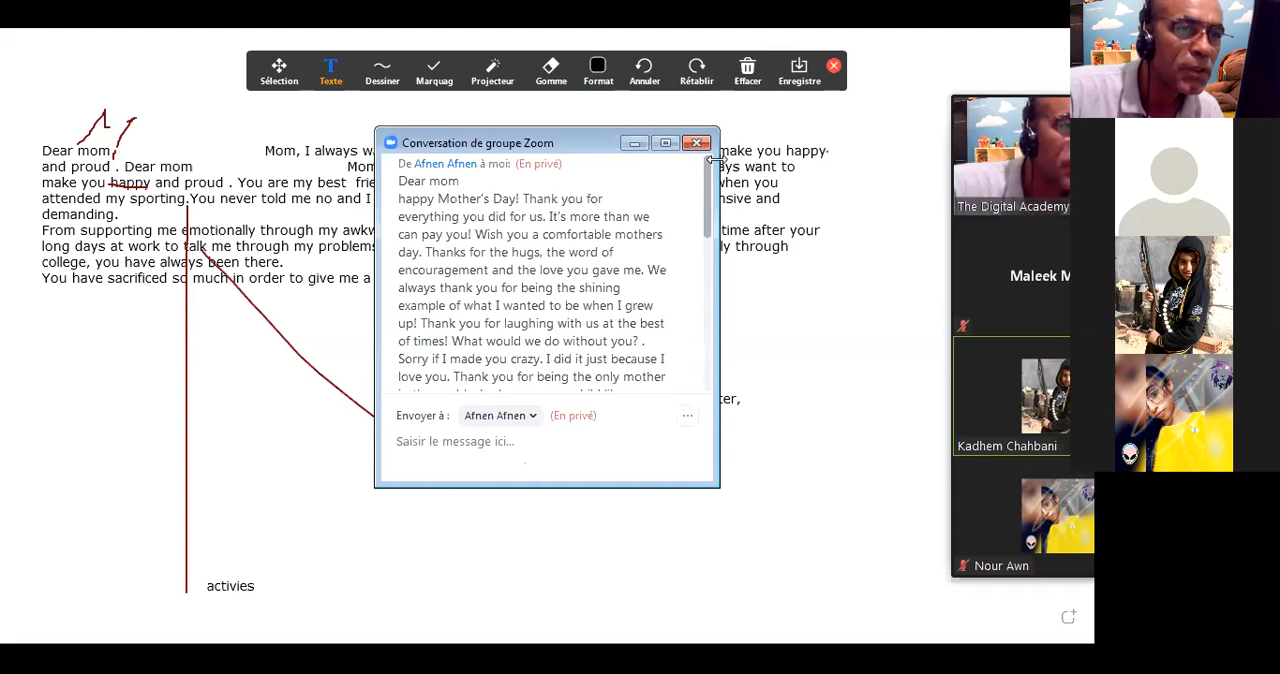 Sélection Texte Dessiner Marquag Projecteur Gomme Format Annuler Rétablir Effacer Enregistre
Dear mom Mom, I always wa make you happy
and proud . Dear mom Mom ays want to
make you happy and proud . You are my best frie when you
attended my sporting.You never told me no and I nsive and
demanding.
From supporting me emotionally through my awkw time after your
long days at work to talk me through my problems ly through
college, you have always been there.
You have sacrificed so much in order to give me a
ter,
activies
Conversation de groupe Zoom
De Afnen Afnen à moi: (En privé)
Dear mom
happy Mother's Day! Thank you for
everything you did for us. It's more than we
can pay you! Wish you a comfortable mothers
day. Thanks for the hugs, the word of
encouragement and the love you gave me. We
always thank you for being the shining
example of what I wanted to be when I grew
up! Thank you for laughing with us at the best
of times! What would we do without you? .
Sorry if I made you crazy. I did it just because I
love you. Thank you for being the only mother
Envoyer à : Afnen Afnen (En privé)
Saisir le message ici...
The Digital Academy
Maleek M
Kadhem Chahbani
Nour Awn